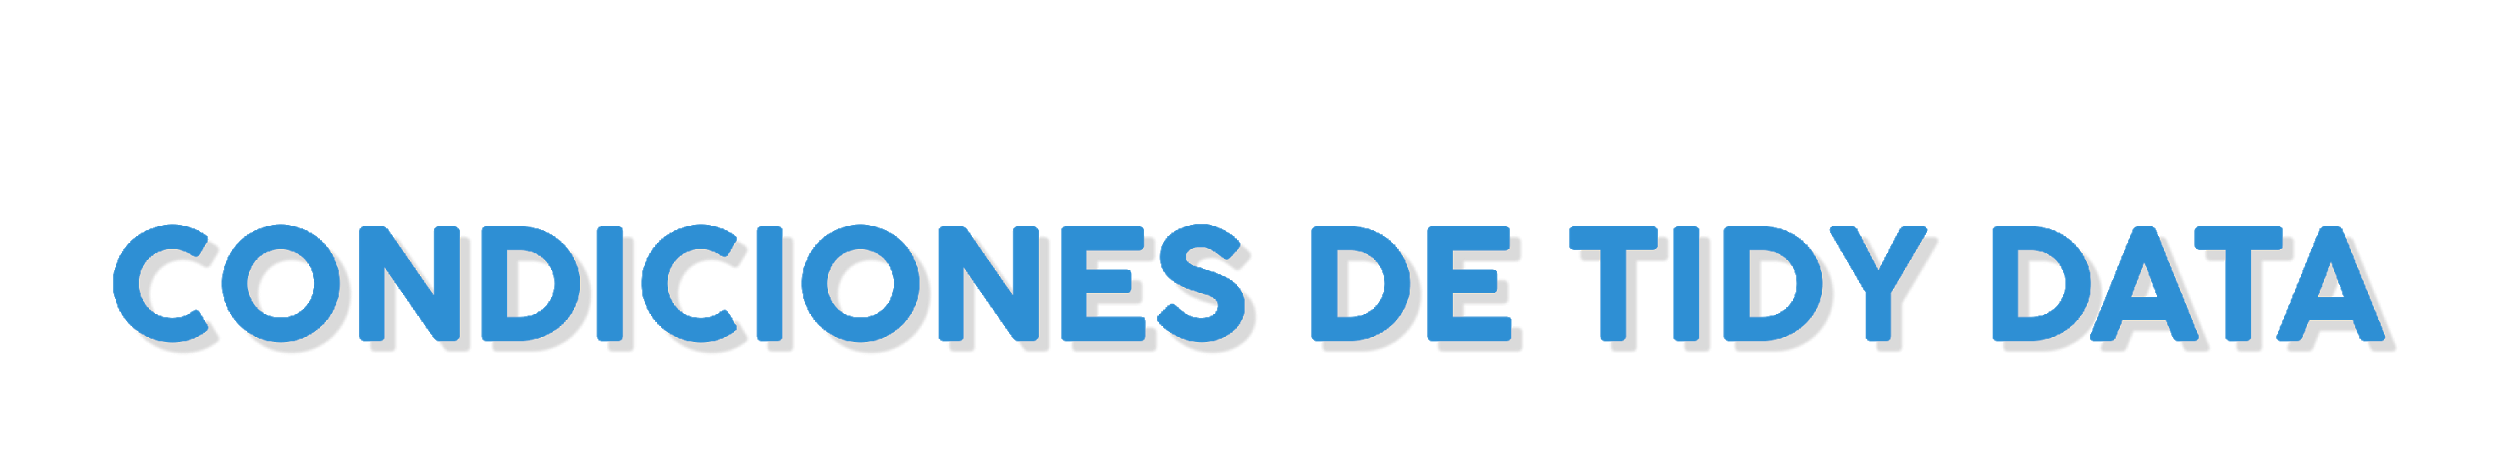 CONDICIONES DE TIDY DATA